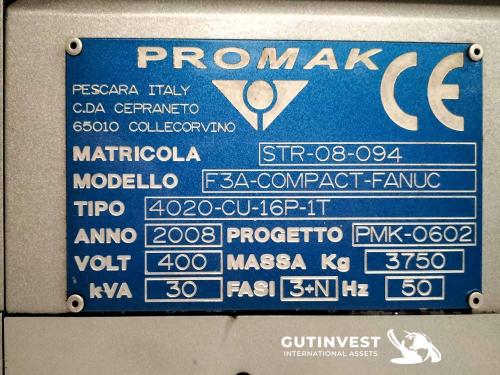 PROMAK
CE
PESCARA ITALY
C.DA CEPRANETO
65010 COLLECORVINO
MATRICOLA STR-08-094
MODELLO F3A-COMPACT-FANUC
TIPO 4020-CU-16P-1T
ANNO 2008 PROGETTO PMK-0602
VOLT 400 MASSA Kg 3750
kVA 30 FASI 3+N Hz 50
GUTINVEST
INTERNATIONAL ASSETS